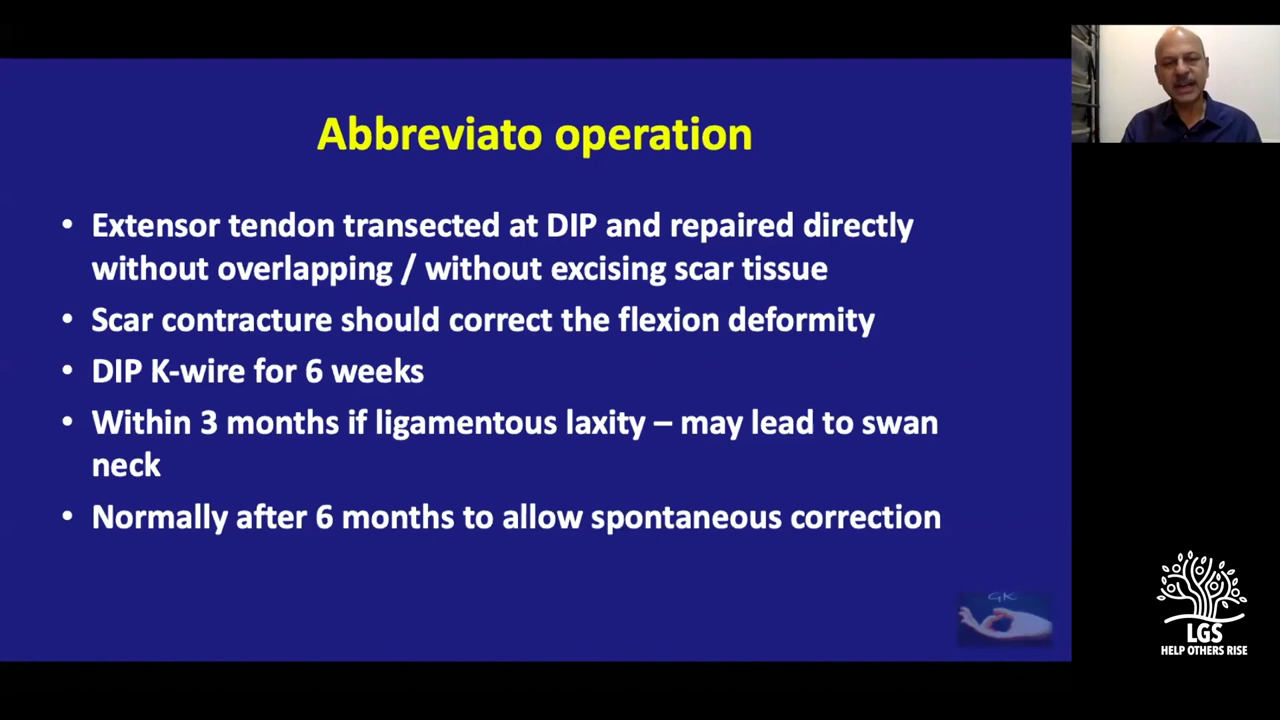 Abbreviato operation
• Extensor tendon transected at DIP and repaired directly
without overlapping / without excising scar tissue
• Scar contracture should correct the flexion deformity
• DIP K-wire for 6 weeks
• Within 3 months if ligamentous laxity – may lead to swan
neck
• Normally after 6 months to allow spontaneous correction
GK
LGS
HELP OTHERS RISE